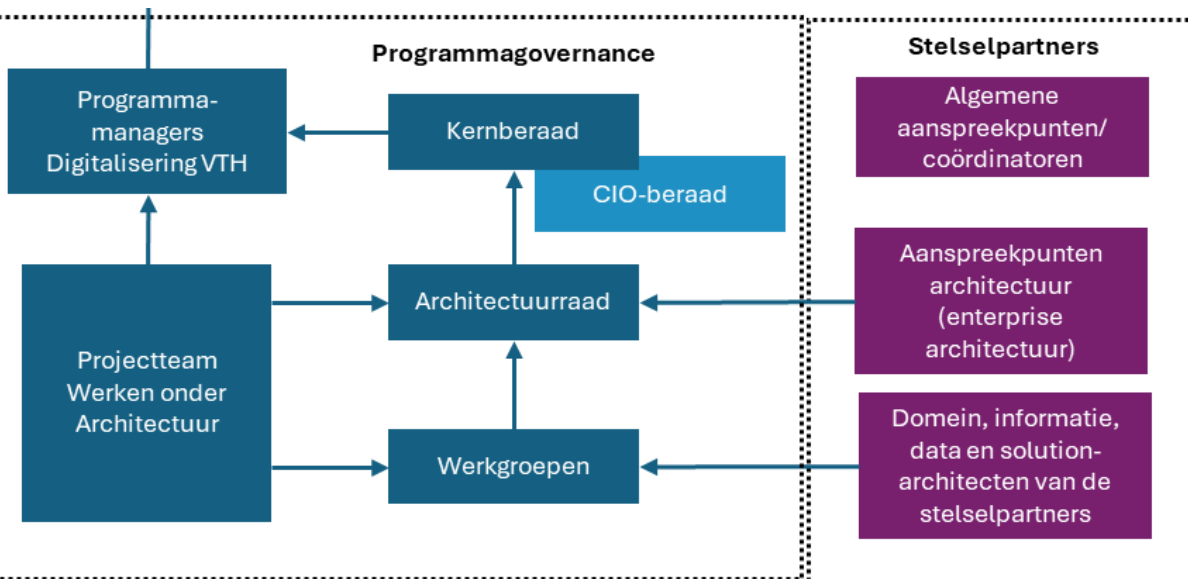 Programmagovernance
Programma-
managers
Digitalisering VTH
Kernberaad
CIO-beraad
Projectteam
Werken onder
Architectuur
Architectuurraad
Werkgroepen
Stelselpartners
Algemene
aanspreekpunten/
coördinatoren
Aanspreekpunten
architectuur
(enterprise
architectuur)
Domein, informatie,
data en solution-
architecten van de
stelselpartners